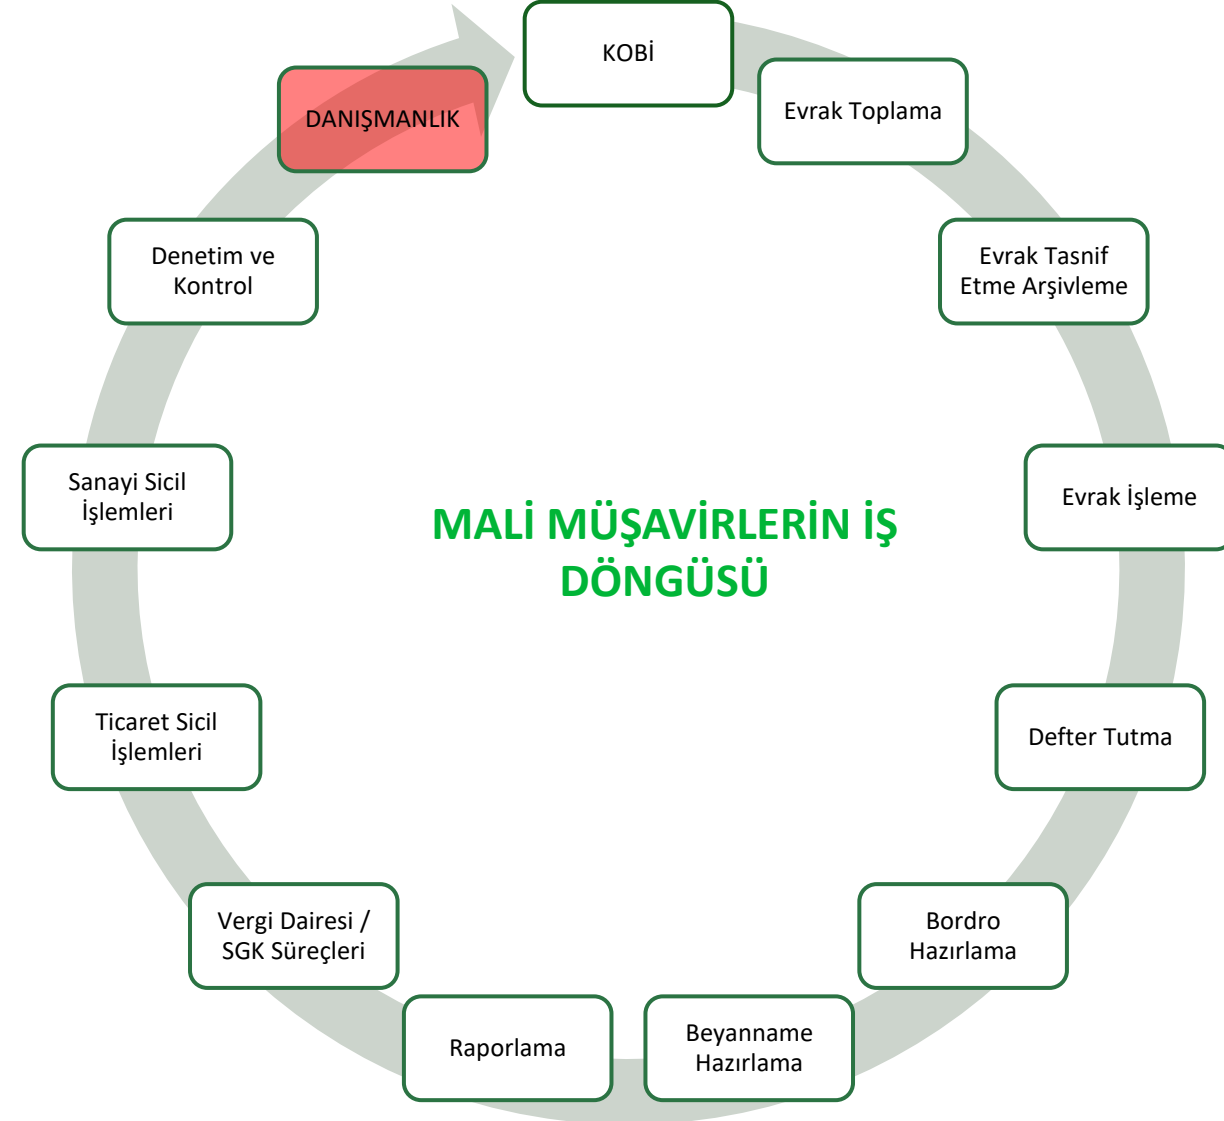 KOBİ
Evrak Toplama
Evrak Tasnif
Etme Arşivleme
Evrak İşleme
Defter Tutma
Bordro
Hazırlama
Beyanname
Hazırlama
Raporlama
Vergi Dairesi /
SGK Süreçleri
Ticaret Sicil
İşlemleri
Sanayi Sicil
İşlemleri
Denetim ve
Kontrol
DANIŞMANLIK
MALİ MÜŞAVİRLERİN İŞ
DÖNGÜSÜ